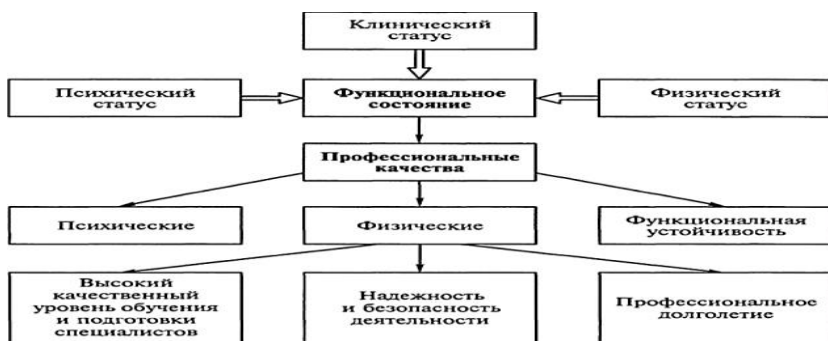 Клинический
статус
Психический
статус
Функциональное
состояние
Физический
статус
Профессиональные
качества
Психические
Физические
Функциональная
устойчивость
Высокий
качественный
уровень обучения
и подготовки
специалистов
Надежность
и безопасность
деятельности
Профессиональное
долголетие